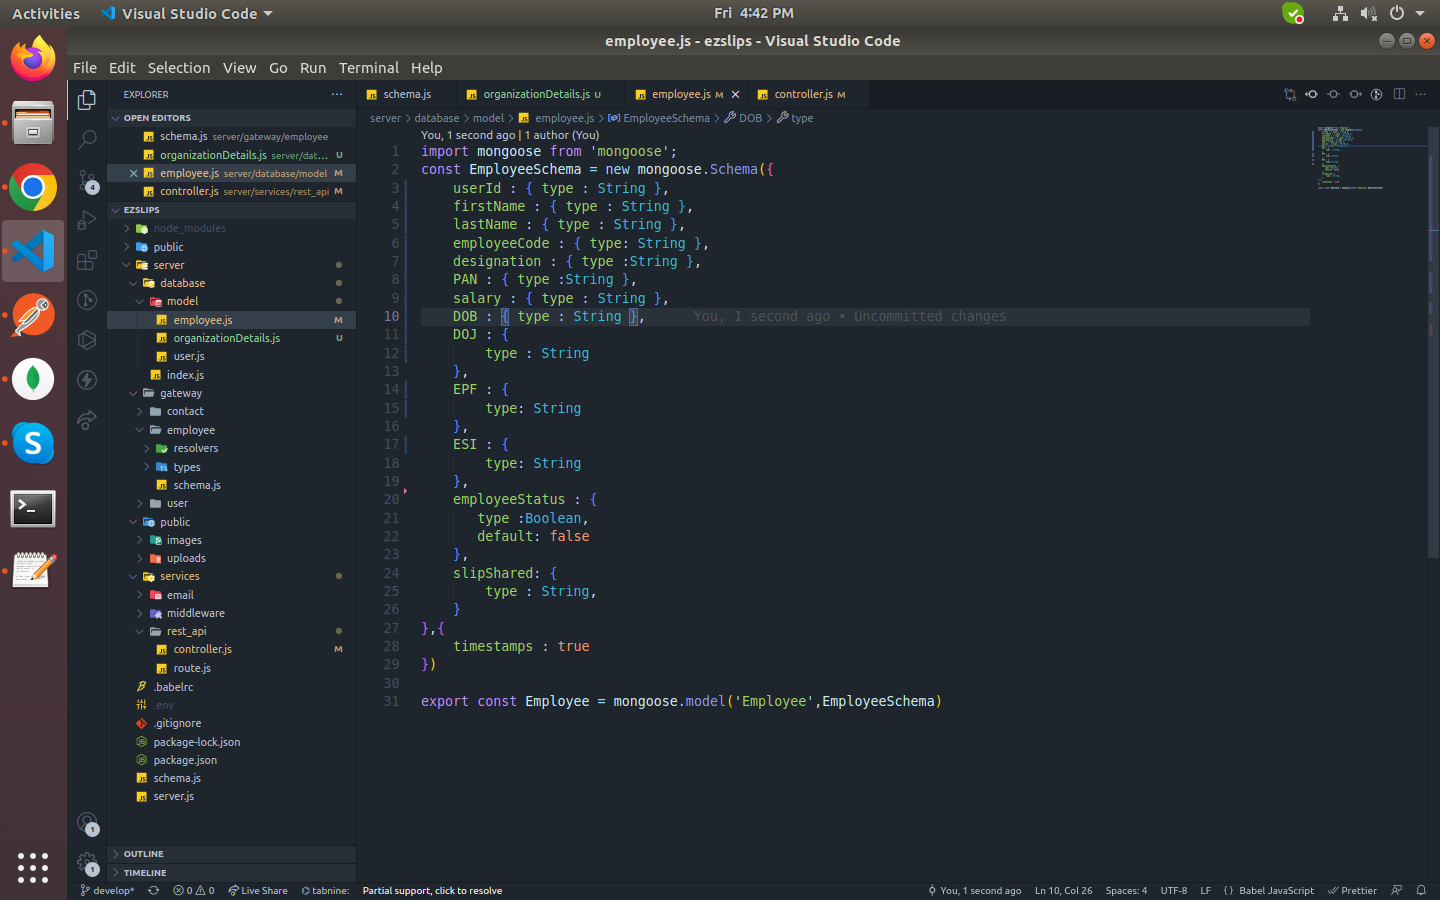 Activities
Visual Studio Code
Fri 4:42 PM
employee.js - ezslips - Visual Studio Code
File Edit Selection View Go Run Terminal Help
EXPLORER
OPEN EDITORS
schema.js server/gateway/employee
organizationDetails.js server/dat... U
employee.js server/database/model M
controller.js server/services/rest_api M
EZSLIPS
node_modules
public
server
database
model
employee.js M
organizationDetails.js U
user.js
index.js
gateway
contact
employee
resolvers
types
schema.js
user
public
images
uploads
services
email
middleware
rest_api
controller.js M
route.js
.babelrc
.env
.gitignore
package-lock.json
package.json
schema.js
server.js
OUTLINE
TIMELINE
4
1
1
schema.js
organizationDetails.js U
employee.js M
controller.js M
server > database > model > employee.js > EmployeeSchema > DOB > type
You, 1 second ago | 1 author (You)
1 import mongoose from 'mongoose';
2 const EmployeeSchema = new mongoose.Schema({
3 userId : { type : String },
4 firstName : { type : String },
5 lastName : { type : String },
6 employeeCode : { type: String },
7 designation : { type :String },
8 PAN : { type :String },
9 salary : { type : String },
10 DOB : { type : String }, You, 1 second ago • Uncommitted changes
11 DOJ : {
12 type : String
13 },
14 EPF : {
15 type: String
16 },
17 ESI : {
18 type: String
19 },
20 employeeStatus : {
21 type :Boolean,
22 default: false
23 },
24 slipShared: {
25 type : String,
26 }
27 },{
28 timestamps : true
29 })
30
31 export const Employee = mongoose.model('Employee',EmployeeSchema)
develop* 0 0 Live Share tabnine: Partial support, click to resolve
You, 1 second ago Ln 10, Col 26 Spaces: 4 UTF-8 LF {} Babel JavaScript Prettier